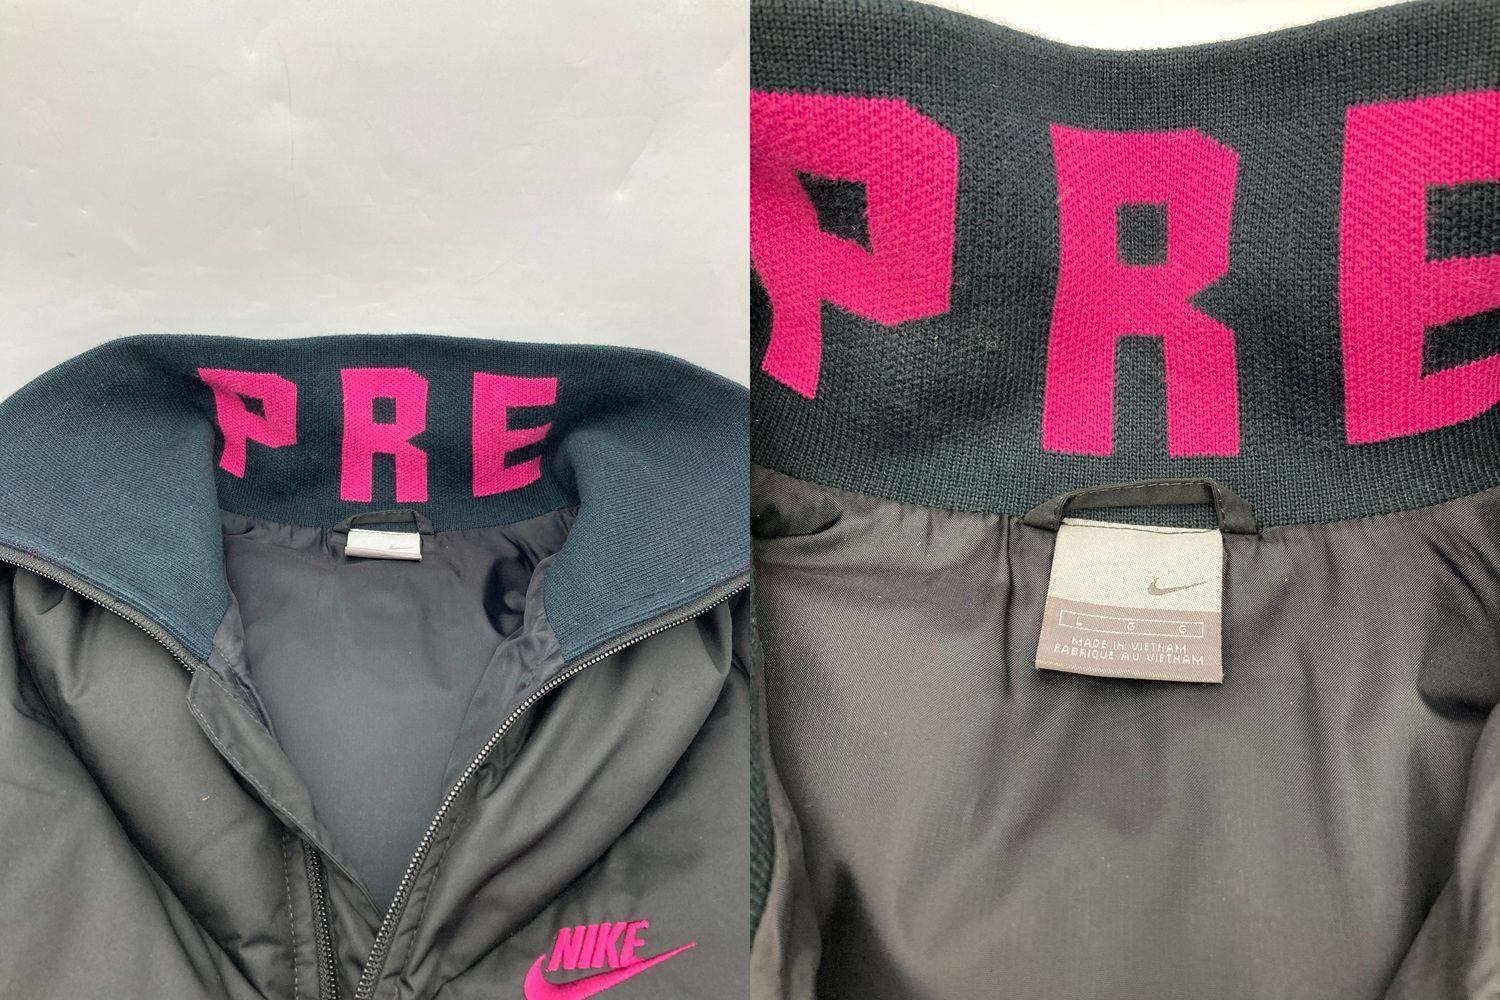 PRE
NIKE
PRE
L G G
MADE IN VIETNAM
FABRIQUE AU VIETNAM